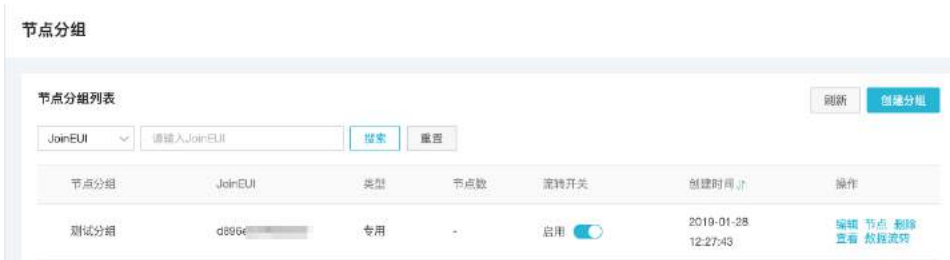 节点分组
节点分组列表
刷新 创建分组
JoinEUI 请输入JoinEUI 搜索 重置
节点分组 JoinEUI 类型 节点数 流转开关 创建时间 操作
测试分组 d896e 专用 - 启用 2019-01-28 12:27:43 编辑 节点 删除
查看 数据流转